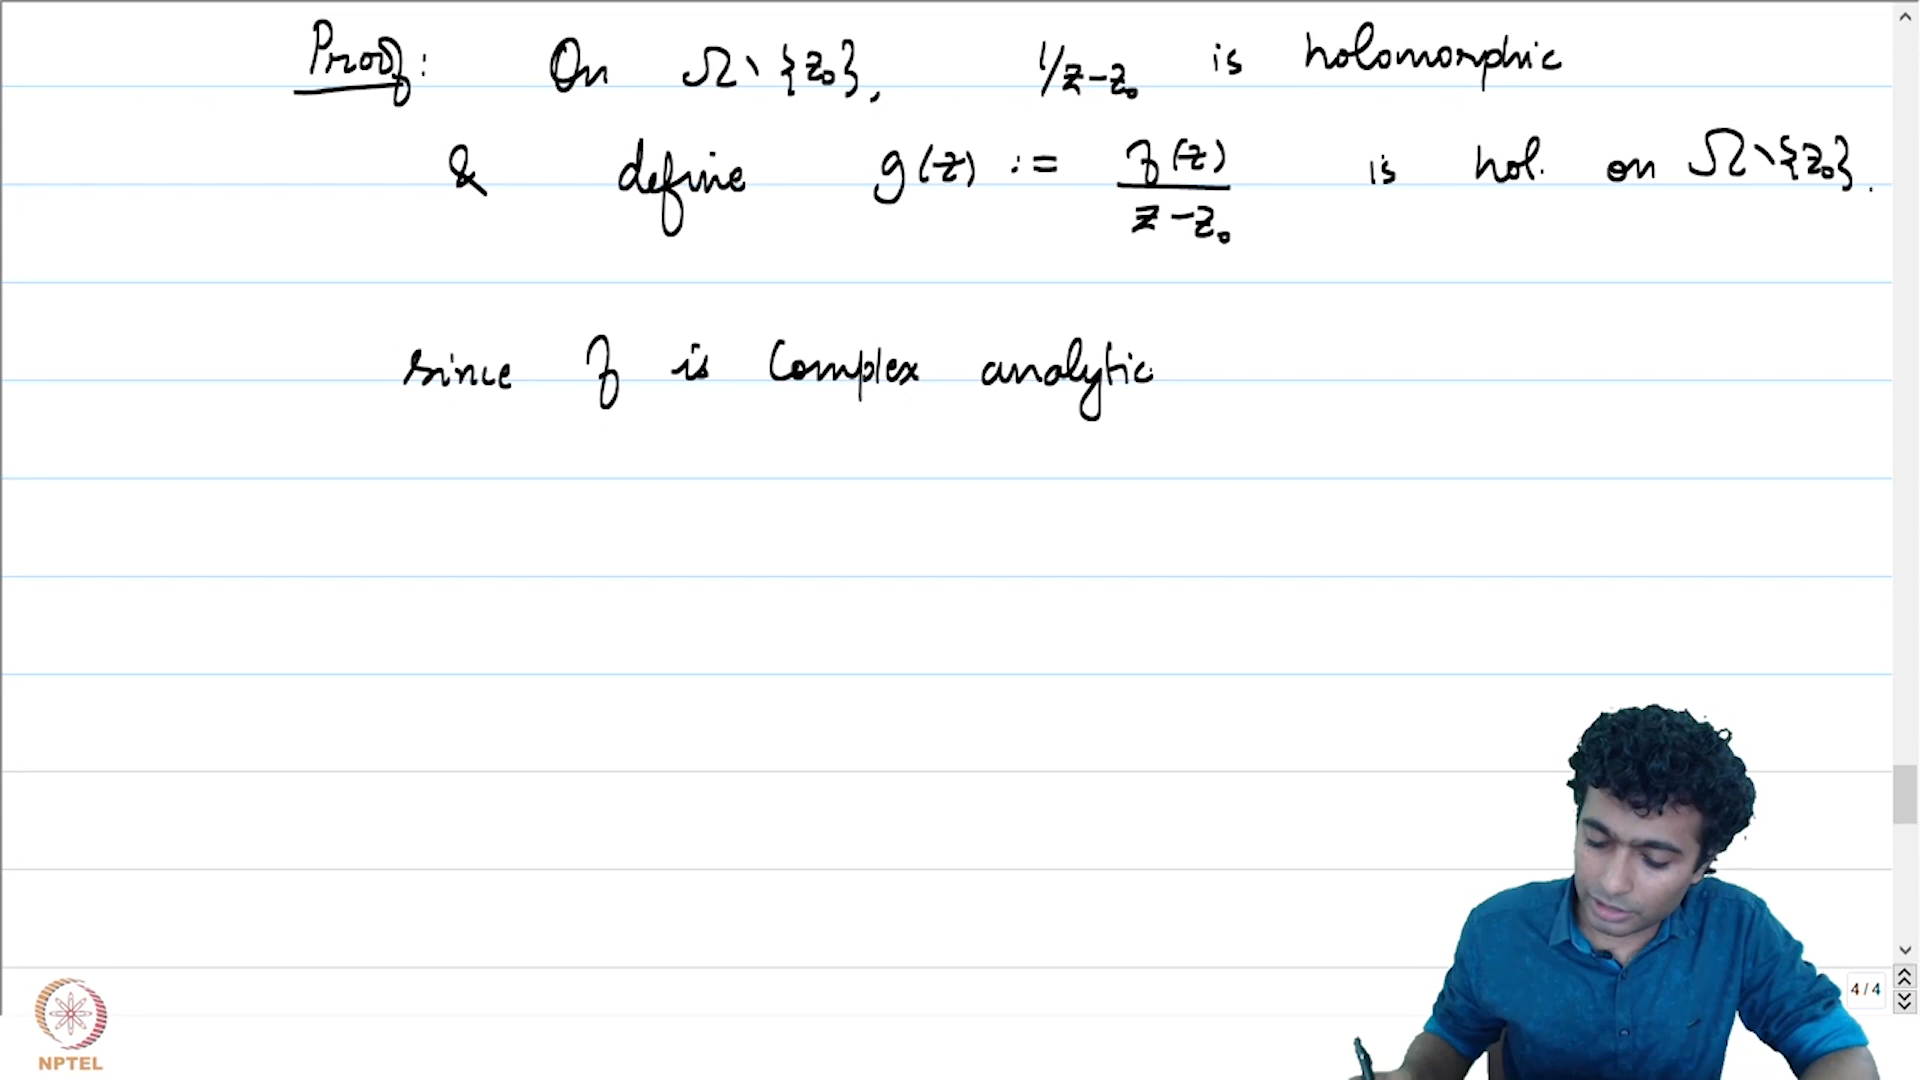 Proof: On Ω∖{z₀}, 1/z−z₀ is holomorphic
& define g(z) := f(z)/z−z₀ is hol. on Ω∖{z₀}.
since f is Complex analytic
4 / 4
NPTEL